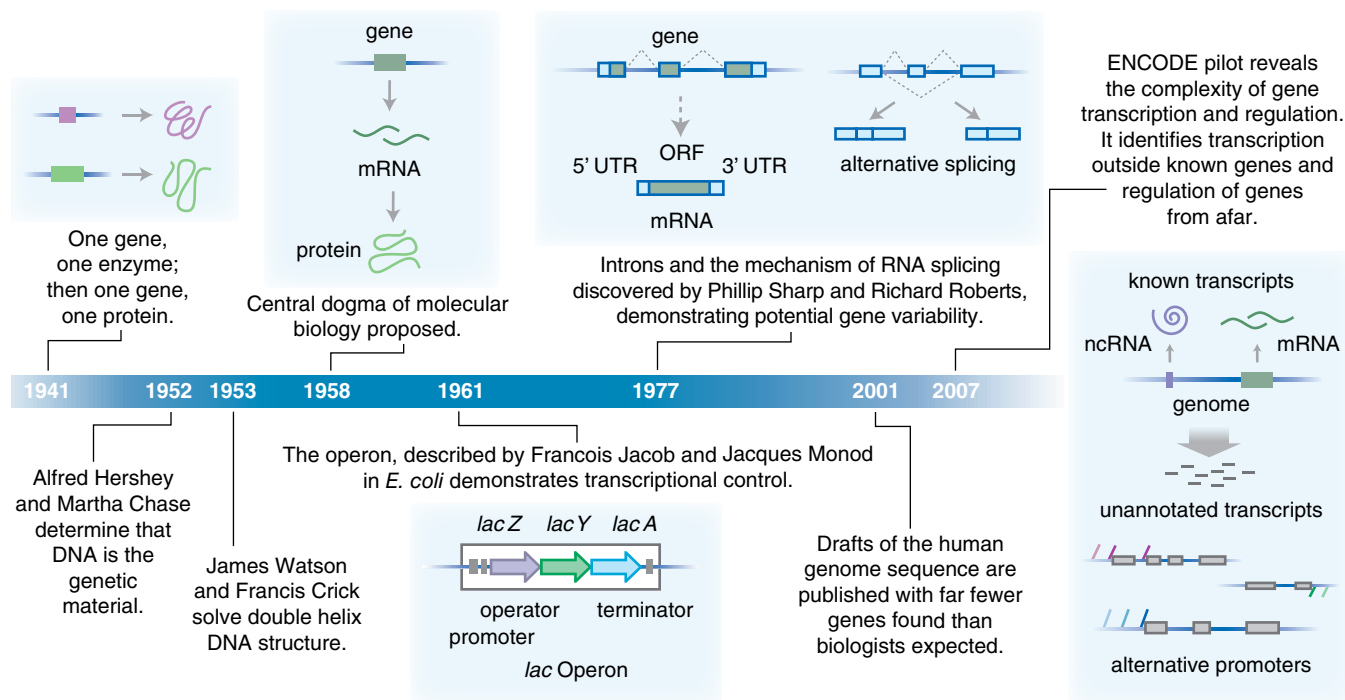 One gene,
one enzyme;
then one gene,
one protein.
gene
mRNA
protein
Central dogma of molecular
biology proposed.
gene
ORF
5’ UTR
3’ UTR
mRNA
alternative splicing
Introns and the mechanism of RNA splicing
discovered by Phillip Sharp and Richard Roberts,
demonstrating potential gene variability.
ENCODE pilot reveals
the complexity of gene
transcription and regulation.
It identifies transcription
outside known genes and
regulation of genes
from afar.
1941 1952 1953 1958 1961 1977 2001 2007
Alfred Hershey
and Martha Chase
determine that
DNA is the
genetic
material.
James Watson
and Francis Crick
solve double helix
DNA structure.
The operon, described by Francois Jacob and Jacques Monod
in E. coli demonstrates transcriptional control.
lac Z lac Y lac A
operator terminator
promoter
lac Operon
Drafts of the human
genome sequence are
published with far fewer
genes found than
biologists expected.
known transcripts
ncRNA mRNA
genome
unannotated transcripts
alternative promoters